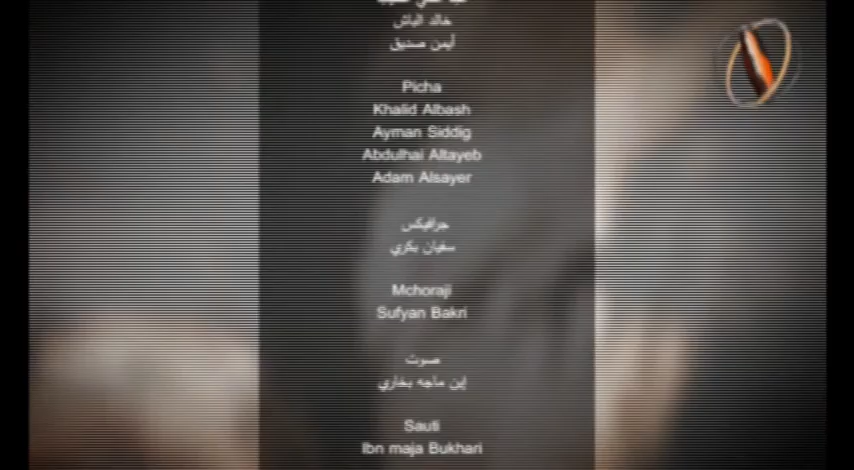 خالد الباش
أيمن صديق
Picha
Khalid Albash
Ayman Siddig
Abdulhai Altayeb
Adam Alsayer
جرافيكس
سفيان بكري
Mchoraji
Sufyan Bakri
صوت
إبن ماجه بخاري
Sauti
Ibn maja Bukhari